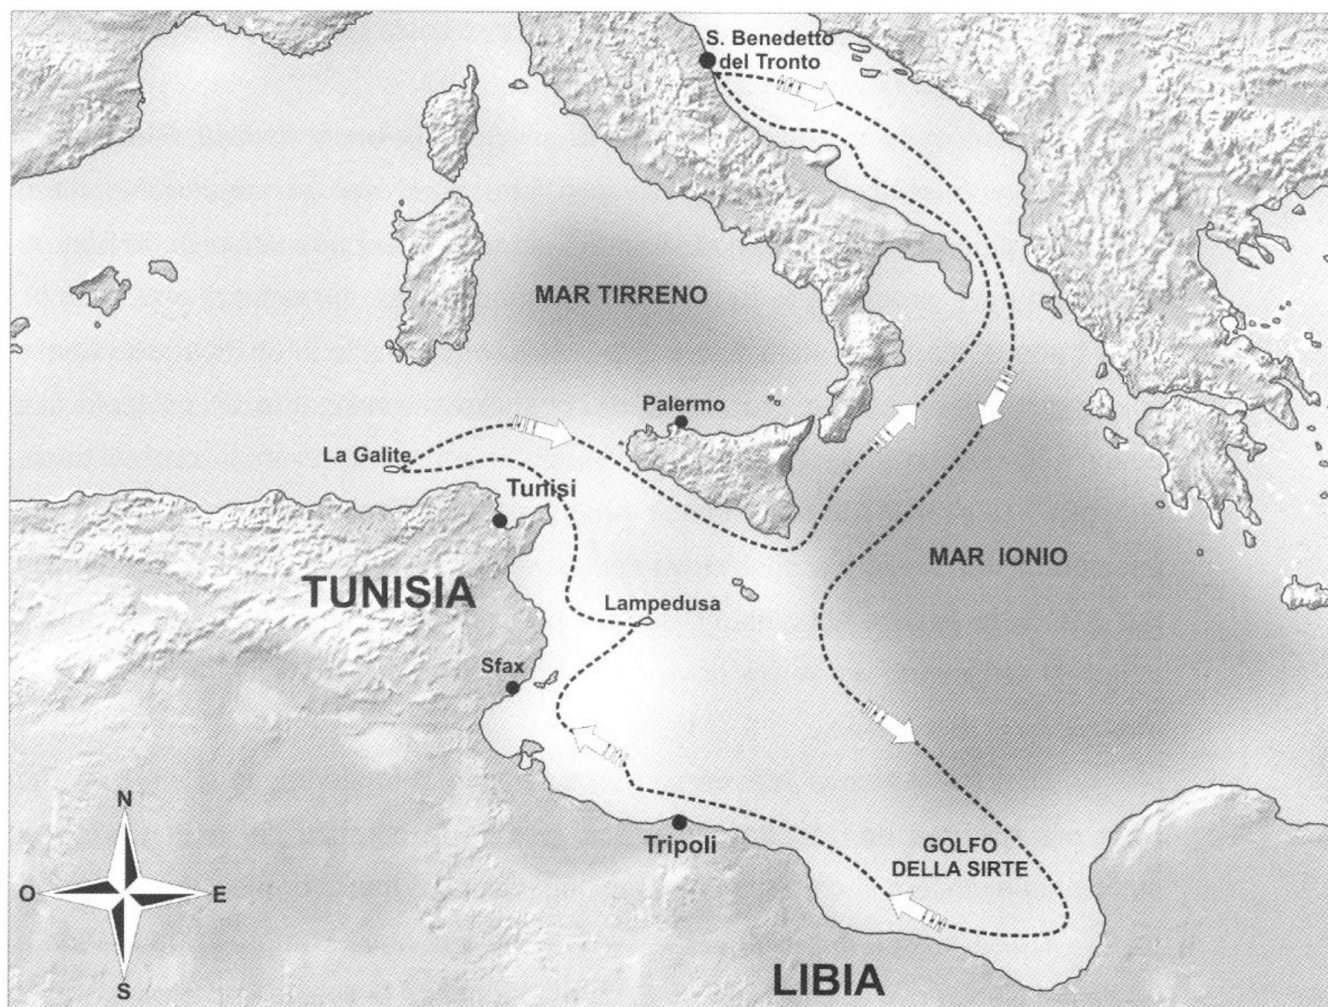 S. Benedetto
del Tronto
MAR TIRRENO
Palermo
La Galite
Tunisi
MAR IONIO
TUNISIA
Lampedusa
Sfax
N
O
E
S
Tripoli
GOLFO
DELLA SIRTE
LIBIA